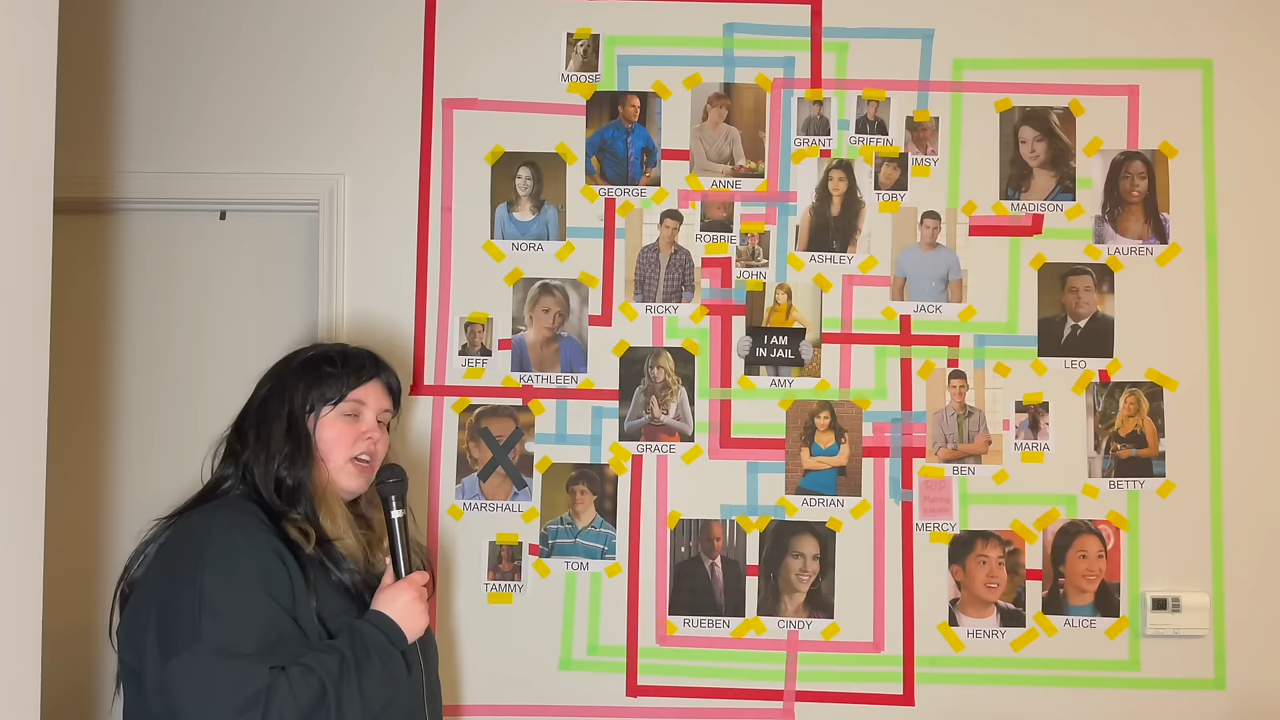 MOOSE
GEORGE
ANNE
GRANT
GRIFFIN
IMSY
TOBY
MADISON
LAUREN
NORA
ROBBIE
JOHN
ASHLEY
RICKY
JACK
I AM
IN JAIL
JEFF
KATHLEEN
AMY
LEO
GRACE
MARSHALL
ADRIAN
BEN
MARIA
BETTY
RIP
MERCY
TOM
TAMMY
RUEBEN
CINDY
HENRY
ALICE